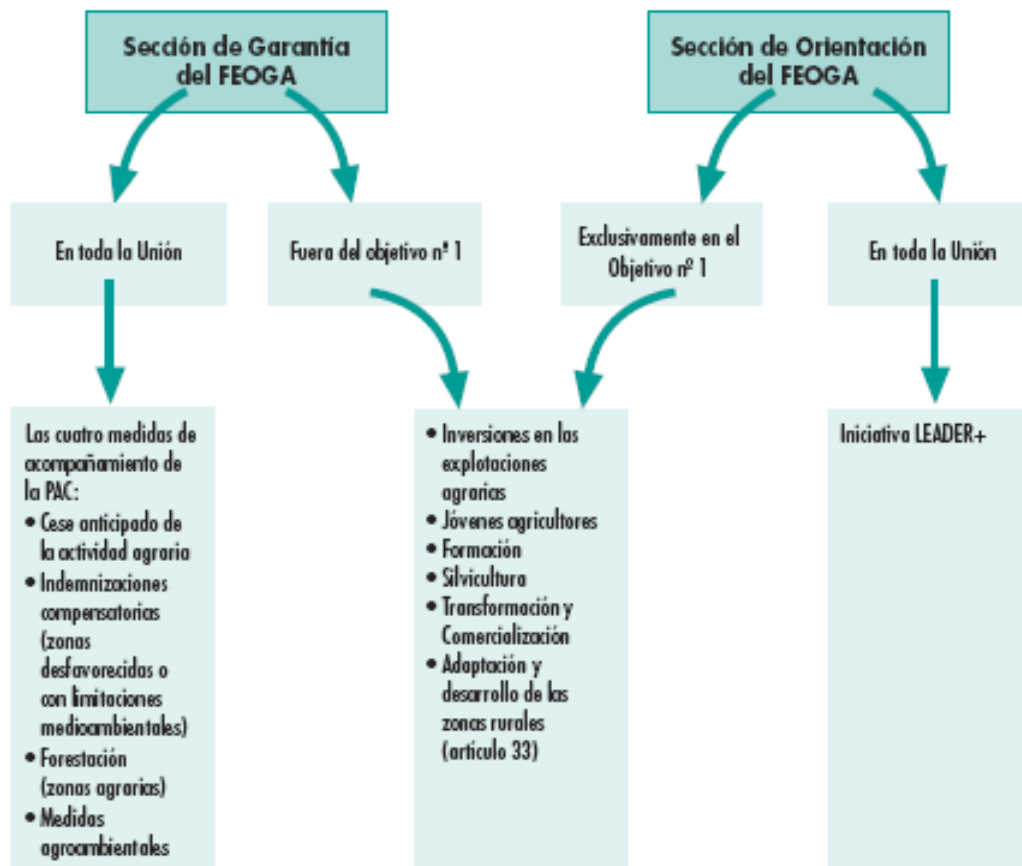 Sección de Garantía
del FEOGA
Sección de Orientación
del FEOGA
En toda la Unión
Fuera del objetivo nº 1
Exclusivamente en el
Objetivo nº 1
En toda la Unión
Las cuatro medidas de
acompañamiento de
la PAC:
• Cese anticipado de
la actividad agraria
• Indemnizaciones
compensatorias
(zonas
desfavorecidas o
con limitaciones
medioambientales)
• Forestación
(zonas agrarias)
• Medidas
agroambientales
• Inversiones en las
explotaciones
agrarias
• Jóvenes agricultores
• Formación
• Silvicultura
• Transformación y
Comercialización
• Adaptación y
desarrollo de las
zonas rurales
(artículo 33)
Iniciativa LEADER+